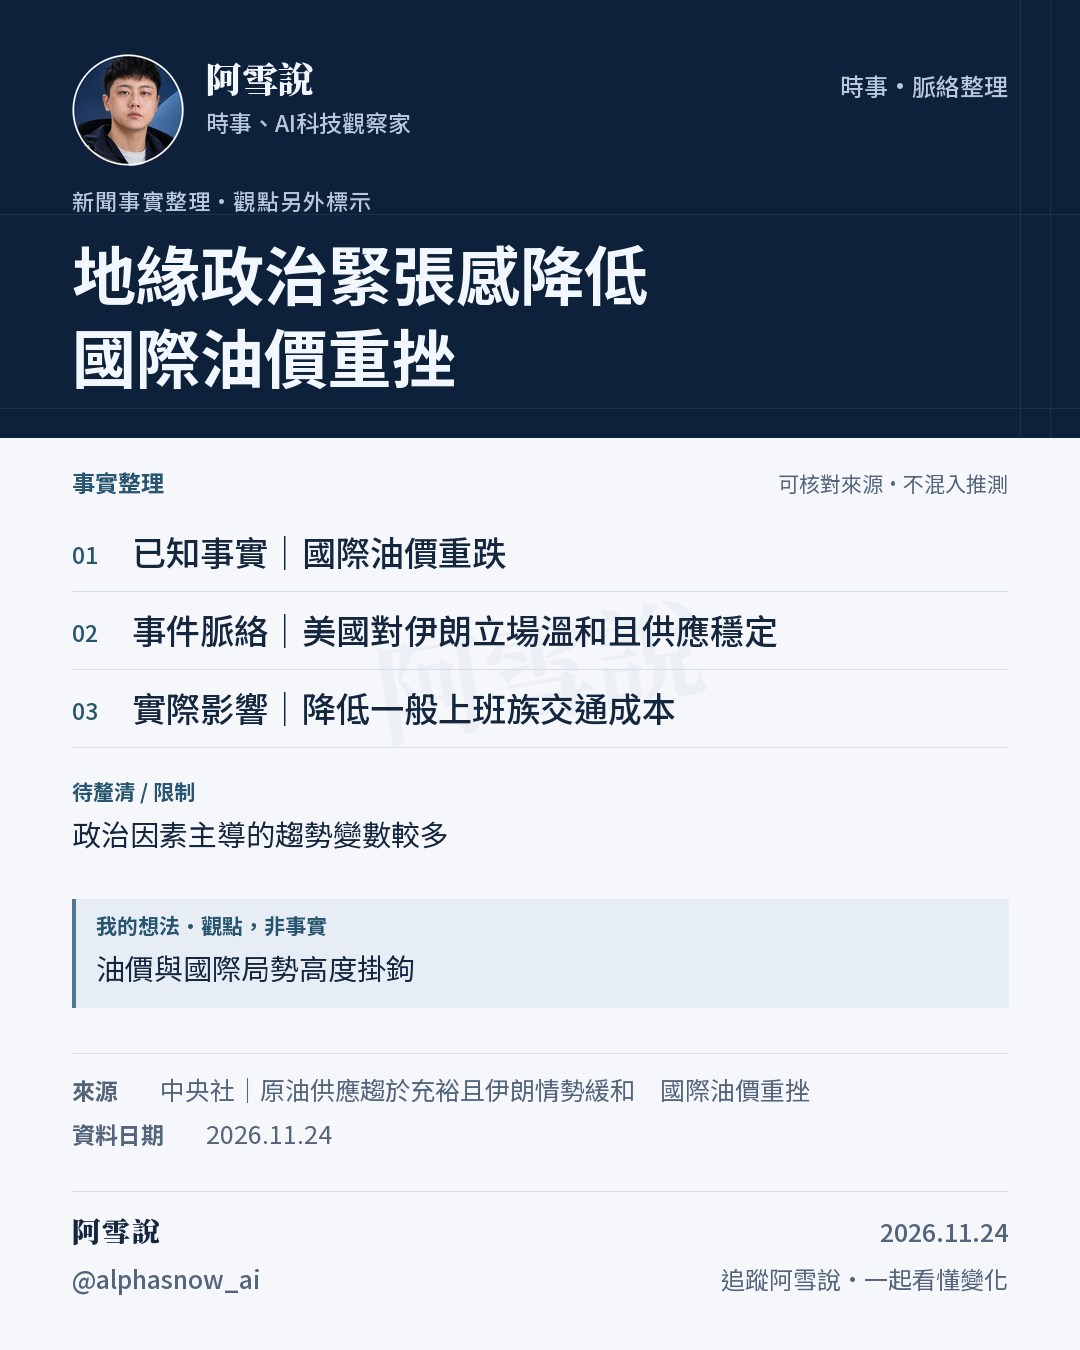 阿雪說
時事、AI科技觀察家
時事・脈絡整理
新聞事實整理・觀點另外標示
地緣政治緊張感降低
國際油價重挫
事實整理
可核對來源・不混入推測
01 已知事實｜國際油價重跌
02 事件脈絡｜美國對伊朗立場溫和且供應穩定
03 實際影響｜降低一般上班族交通成本
阿雪說
待釐清 / 限制
政治因素主導的趨勢變數較多
我的想法・觀點，非事實
油價與國際局勢高度掛鉤
來源 中央社｜原油供應趨於充裕且伊朗情勢緩和 國際油價重挫
資料日期 2026.11.24
阿雪說
2026.11.24
@alphasnow_ai
追蹤阿雪說・一起看懂變化